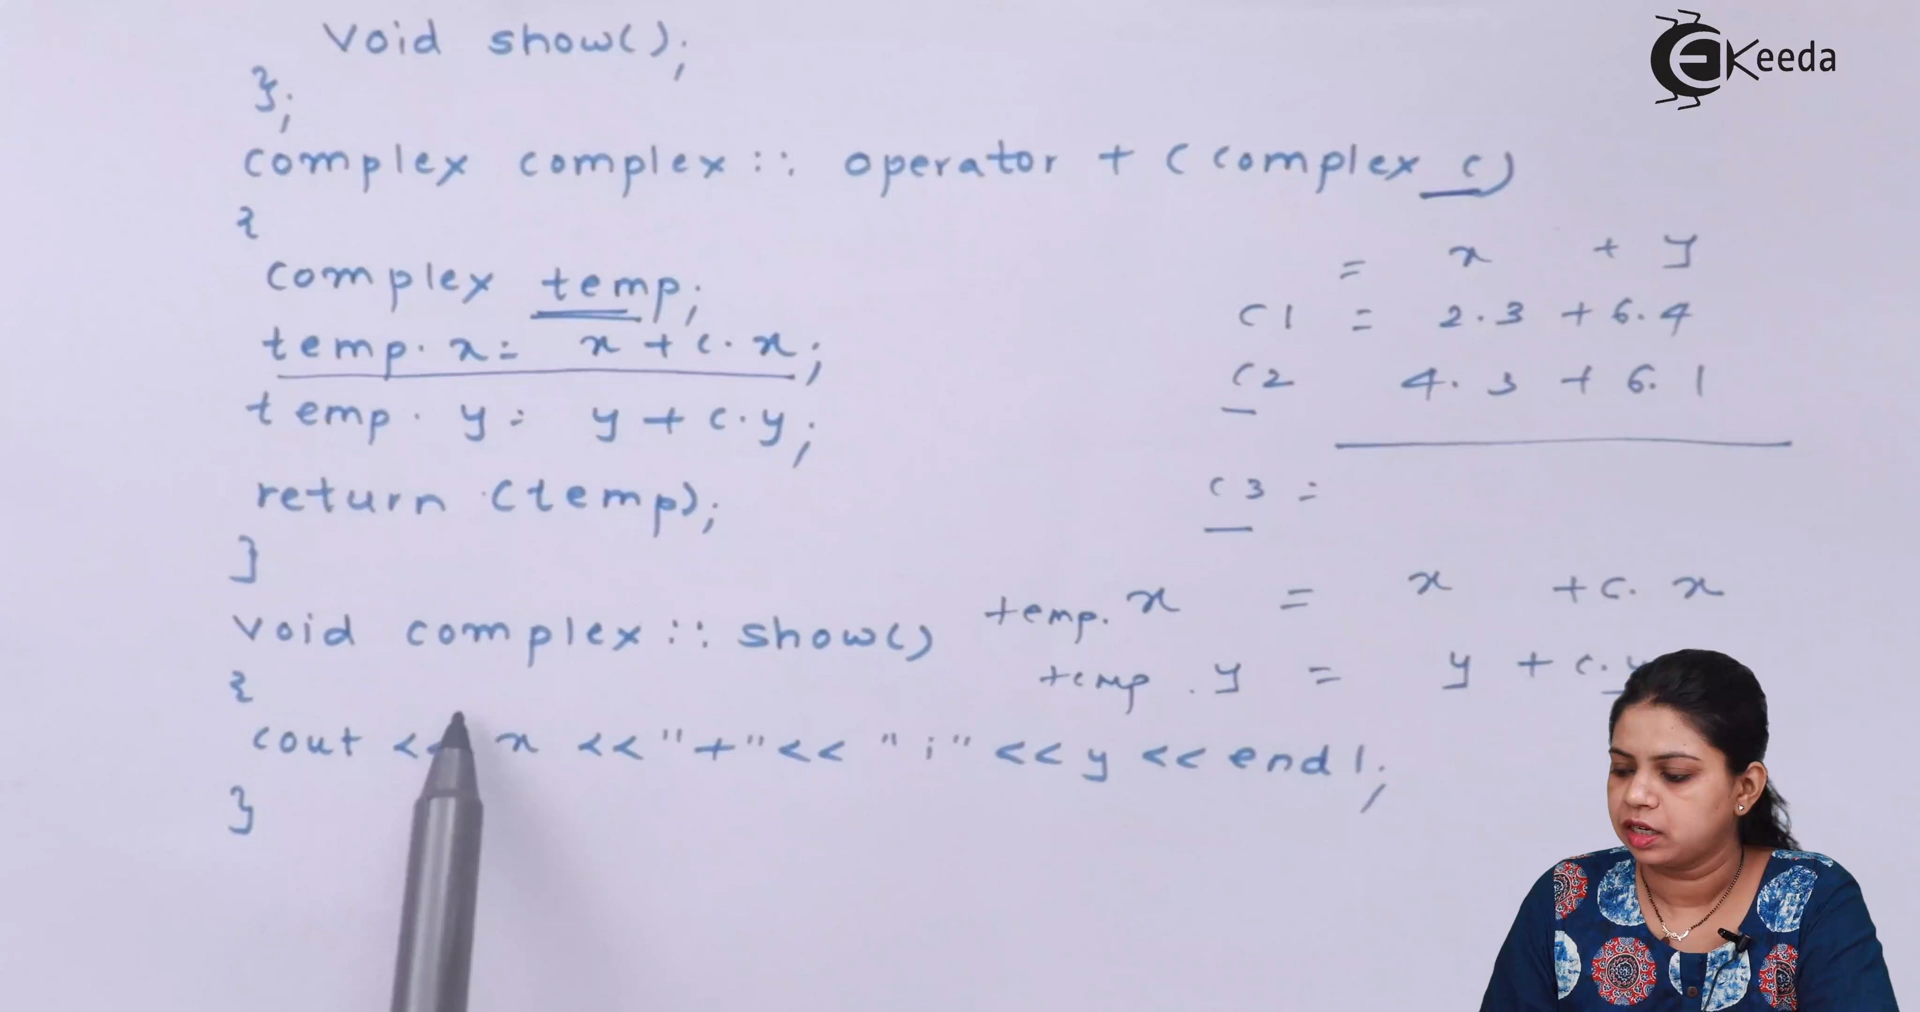 void show();
};
complex complex :: operator + (complex c)
{
complex temp;
temp.x = x + c.x;
temp.y = y + c.y;
return (temp);
}
void complex :: show()
{
cout << x << "+" << "i" << y << endl;
}
= x + y
C1 = 2.3 + 6.4
C2 4.3 + 6.1
C3 =
temp.x = x + c.x
temp.y = y + c.y
EKeeda